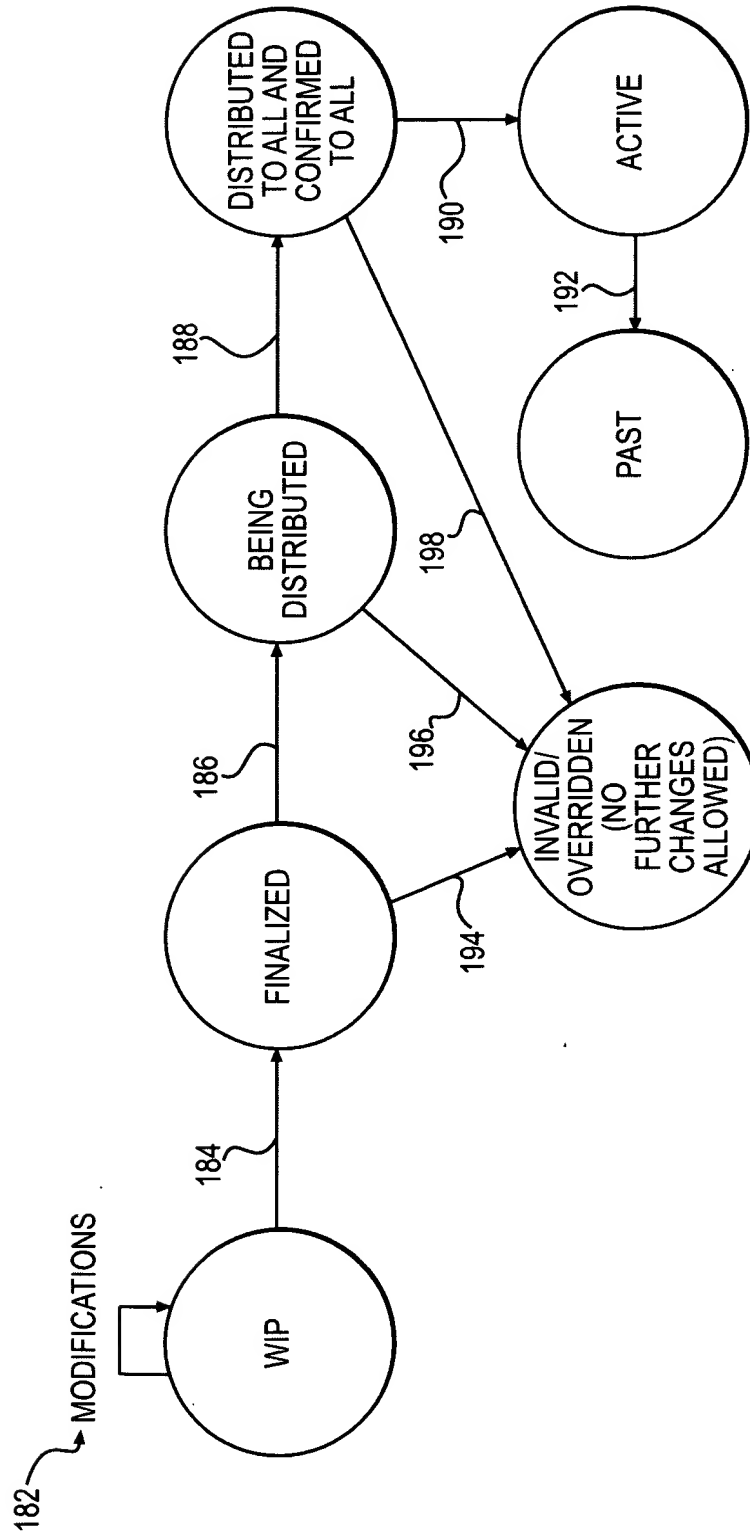 182
MODIFICATIONS
WIP
184
FINALIZED
186
BEING
DISTRIBUTED
188
DISTRIBUTED
TO ALL AND
CONFIRMED
TO ALL
194
196
198
190
INVALID/
OVERRIDDEN
(NO
FURTHER
CHANGES
ALLOWED)
PAST
192
ACTIVE